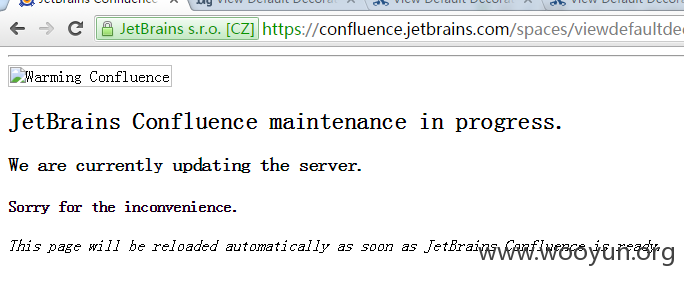 JetBrains Confluence
View Default Decora
View Default Deco
View Default Deco
JetBrains s.r.o. [CZ] https://confluence.jetbrains.com/spaces/viewdefaultdec
Warming Confluence
JetBrains Confluence maintenance in progress.
We are currently updating the server.
Sorry for the inconvenience.
This page will be reloaded automatically as soon as JetBrains Confluence is ready.
www.wooyun.org